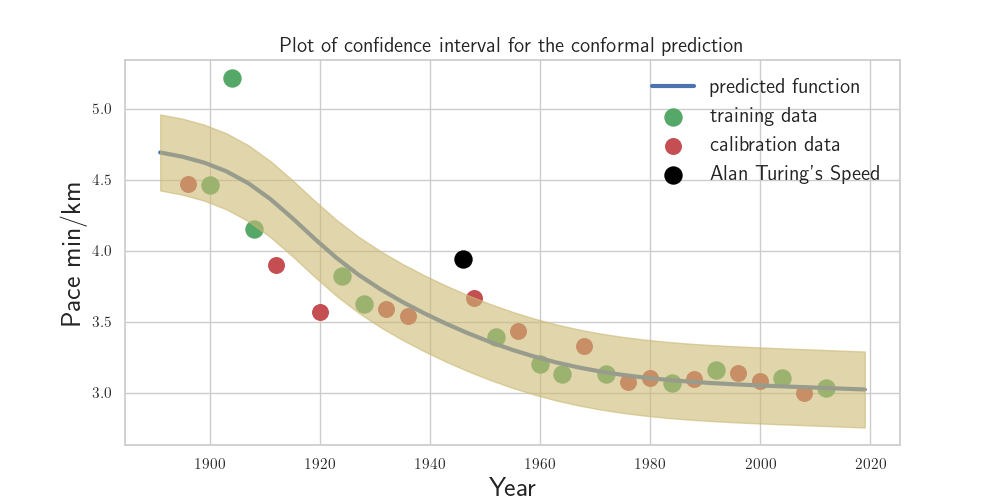 Plot of confidence interval for the conformal prediction
predicted function
training data
calibration data
Alan Turing's Speed
Pace min/km
5.0
4.5
4.0
3.5
3.0
1900 1920 1940 1960 1980 2000 2020
Year